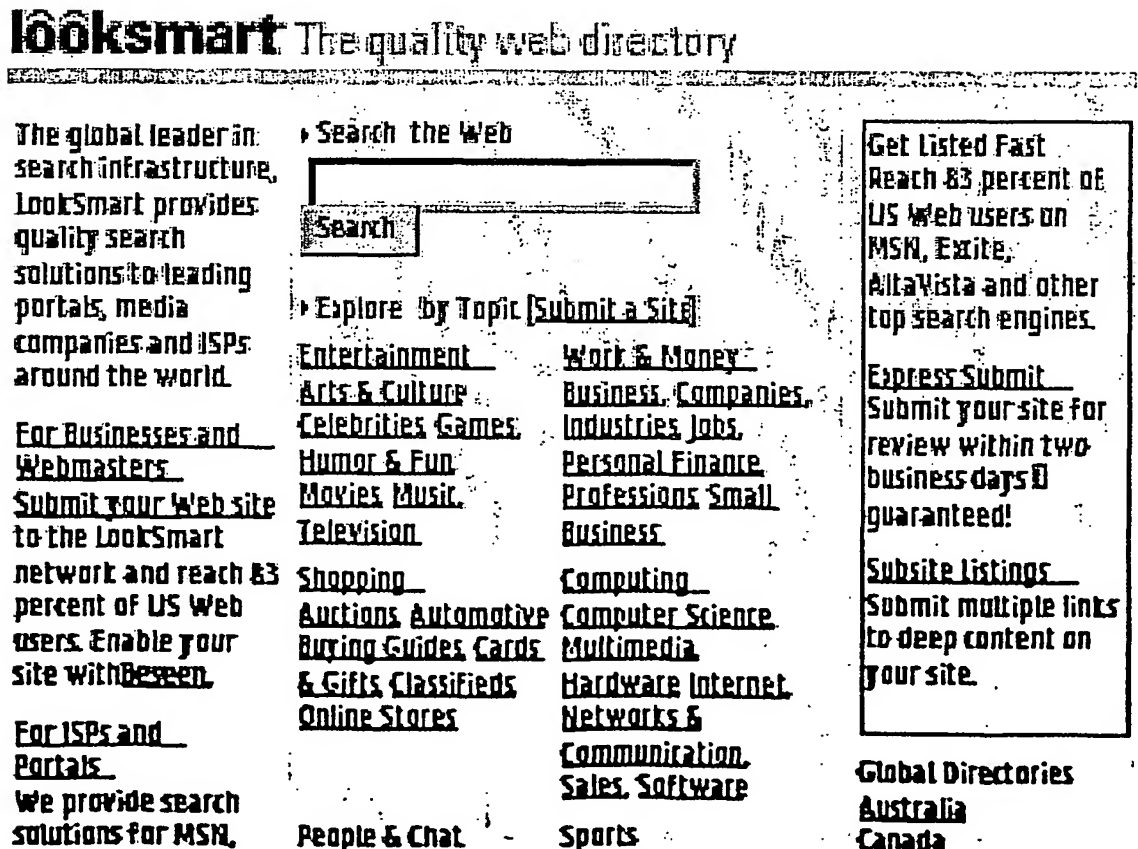 lôôksmart The quality web directory
The global leader in
search infrastructure,
LookSmart provides
quality search
solutions to leading
portals, media
companies and ISPs
around the world.
For Businesses and
Webmasters
Submit your Web site
to the LookSmart
network and reach 83
percent of US Web
users. Enable your
site with Beseen.
For ISPs and
Portals
We provide search
solutions for MSN,
Search the Web
Search
Explore by Topic [Submit a Site]
Entertainment
Arts & Culture
Celebrities, Games,
Humor & Fun
Movies, Music,
Television
Shopping
Auctions, Automotive
Buying Guides, Cards
& Gifts, Classifieds
Online Stores
People & Chat
Work & Money
Business, Companies,
Industries, Jobs,
Personal Finance,
Professions, Small
Business
Computing
Computer Science,
Multimedia
Hardware, Internet,
Networks &
Communication,
Sales, Software
Sports
Get Listed Fast
Reach 83 percent of
US Web users on
MSN, Excite,
AltaVista and other
top search engines.
Express Submit
Submit your site for
review within two
business days
guaranteed!
Subsite Listings
Submit multiple links
to deep content on
your site.
Global Directories
Australia
Canada